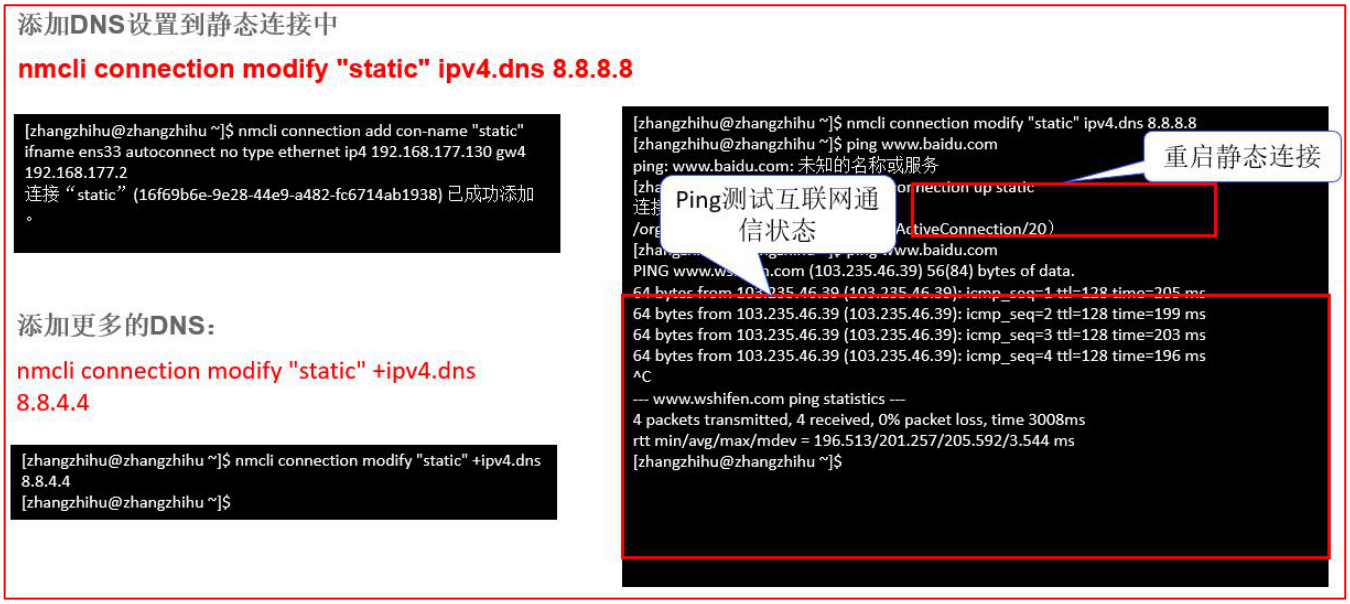 添加DNS设置到静态连接中
nmcli connection modify "static" ipv4.dns 8.8.8.8
[zhangzhihu@zhangzhihu ~]$ nmcli connection add con-name "static"
ifname ens33 autoconnect no type ethernet ip4 192.168.177.130 gw4
192.168.177.2
连接“static”(16f69b6e-9e28-44e9-a482-fc6714ab1938) 已成功添加
。
添加更多的DNS：
nmcli connection modify "static" +ipv4.dns
8.8.4.4
[zhangzhihu@zhangzhihu ~]$ nmcli connection modify "static" +ipv4.dns
8.8.4.4
[zhangzhihu@zhangzhihu ~]$
[zhangzhihu@zhangzhihu ~]$ nmcli connection modify "static" ipv4.dns 8.8.8.8
[zhangzhihu@zhangzhihu ~]$ ping www.baidu.com
ping: www.baidu.com: 未知的名称或服务
重启静态连接
connection up static
Ping测试互联网通
信状态
ActiveConnection/20）
www.baidu.com
PING www.wshifen.com (103.235.46.39) 56(84) bytes of data.
64 bytes from 103.235.46.39 (103.235.46.39): icmp_seq=1 ttl=128 time=205 ms
64 bytes from 103.235.46.39 (103.235.46.39): icmp_seq=2 ttl=128 time=199 ms
64 bytes from 103.235.46.39 (103.235.46.39): icmp_seq=3 ttl=128 time=203 ms
64 bytes from 103.235.46.39 (103.235.46.39): icmp_seq=4 ttl=128 time=196 ms
^C
--- www.wshifen.com ping statistics ---
4 packets transmitted, 4 received, 0% packet loss, time 3008ms
rtt min/avg/max/mdev = 196.513/201.257/205.592/3.544 ms
[zhangzhihu@zhangzhihu ~]$